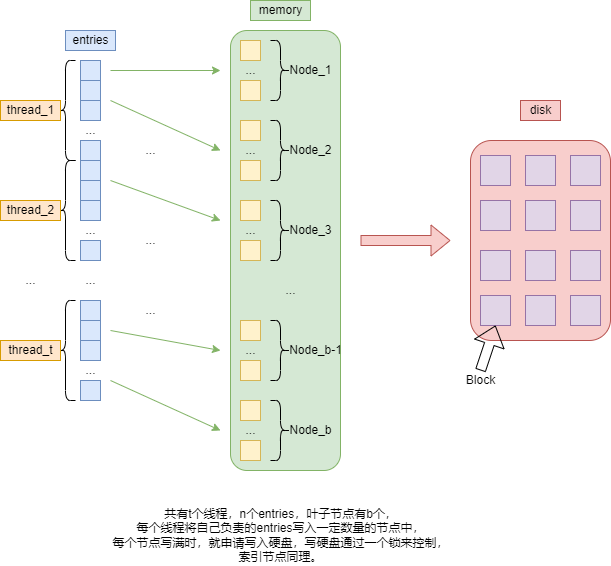 memory
entries
disk
thread_1
thread_2
...
thread_t
...
...
...
...
...
...
...
...
Node_1
...
Node_2
...
Node_3
...
...
Node_b-1
...
Node_b
...
Block
共有t个线程，n个entries，叶子节点有b个，
每个线程将自己负责的entries写入一定数量的节点中，
每个节点写满时，就申请写入硬盘，写硬盘通过一个锁来控制，
索引节点同理。